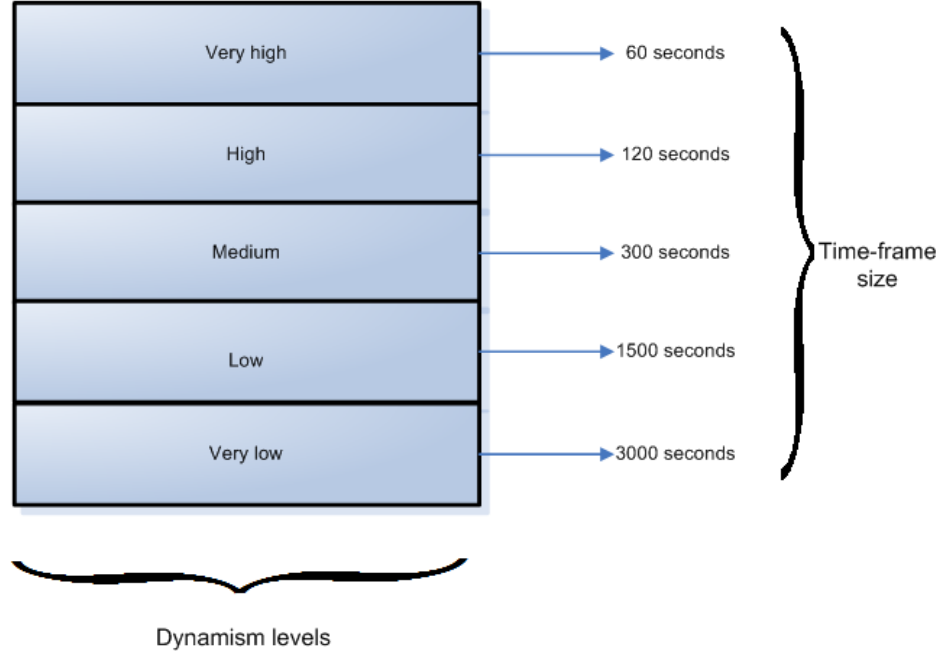 Very high
60 seconds
High
120 seconds
Medium
300 seconds
Low
1500 seconds
Very low
3000 seconds
Time-frame
size
Dynamism levels